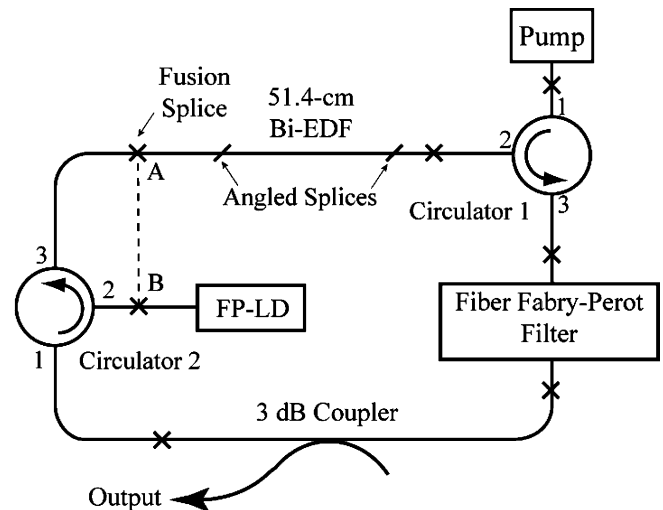 Pump
Fusion
Splice
51.4-cm
Bi-EDF
1
2
A
Angled Splices
Circulator 1
3
3
B
2
FP-LD
Fiber Fabry-Perot
Filter
1
Circulator 2
3 dB Coupler
Output